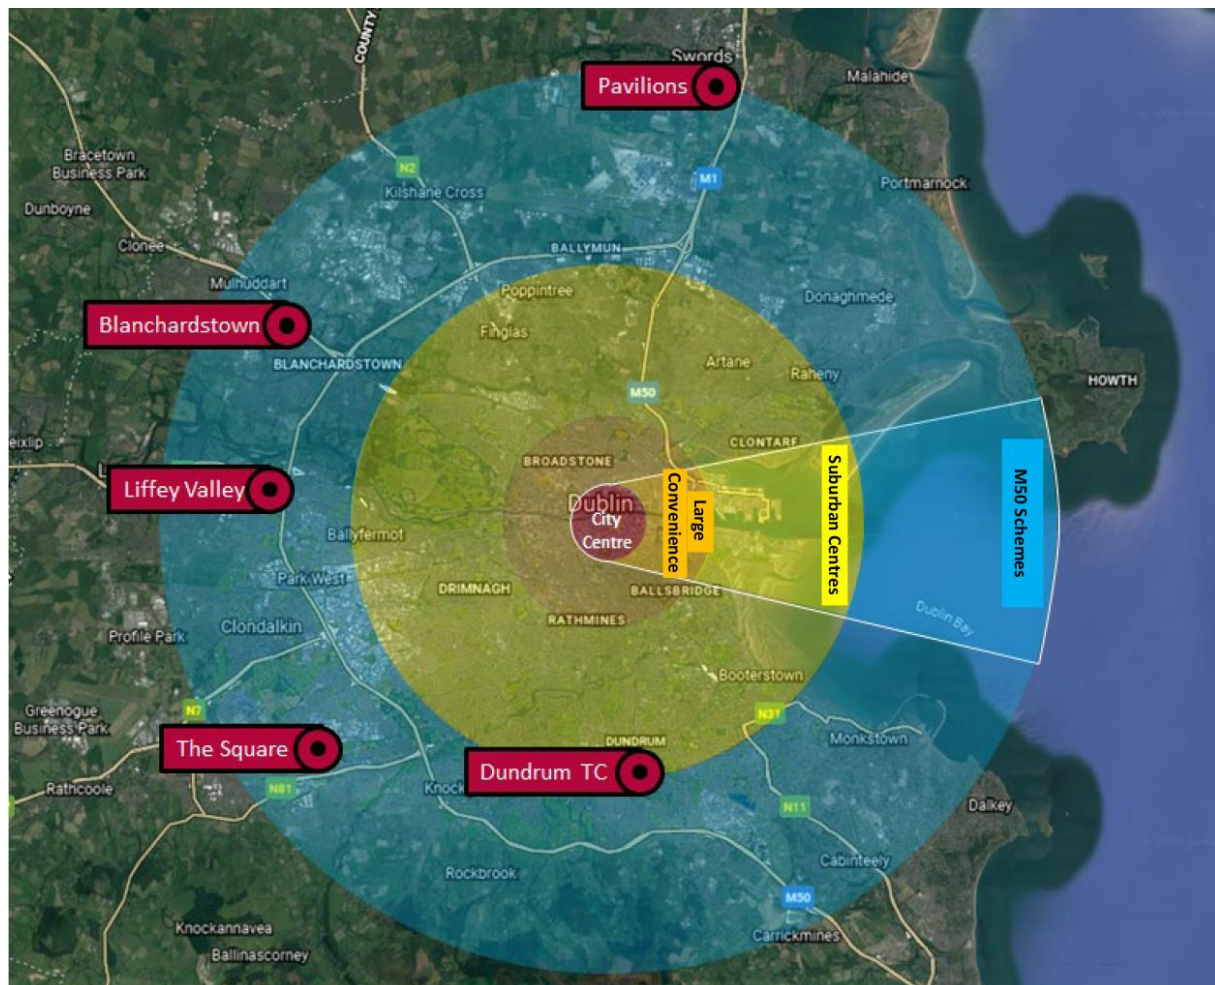 COUNTY
Swords
Malahide
Pavilions
Bracetown
Business Park
N2
Kilshane Cross
M1
Portmarnock
Dunboyne
Clonee
BALLYMUN
Mulhuddart
Poppintree
Donaghmede
Blanchardstown
Finglas
BLANCHARDSTOWN
Artane
Raheny
HOWTH
M50
eixlip
CLONTARF
BROADSTONE
L
Liffey Valley
Dublin
City
Centre
Large
Convenience
Suburban Centres
M50 Schemes
Ballyfermot
Park West
DRIMNAGH
BALLSBRIDGE
RATHMINES
Dublin Bay
Profile Park
Clondalkin
Booterstown
Greenogue
Business Park
N7
N31
The Square
DUNDRUM
Monkstown
Dundrum TC
Rathcoole
N81
Knock
N11
Dalkey
Cabinteely
Rockbrook
M50
Knockannavea
Carrickmines
Ballinascorney